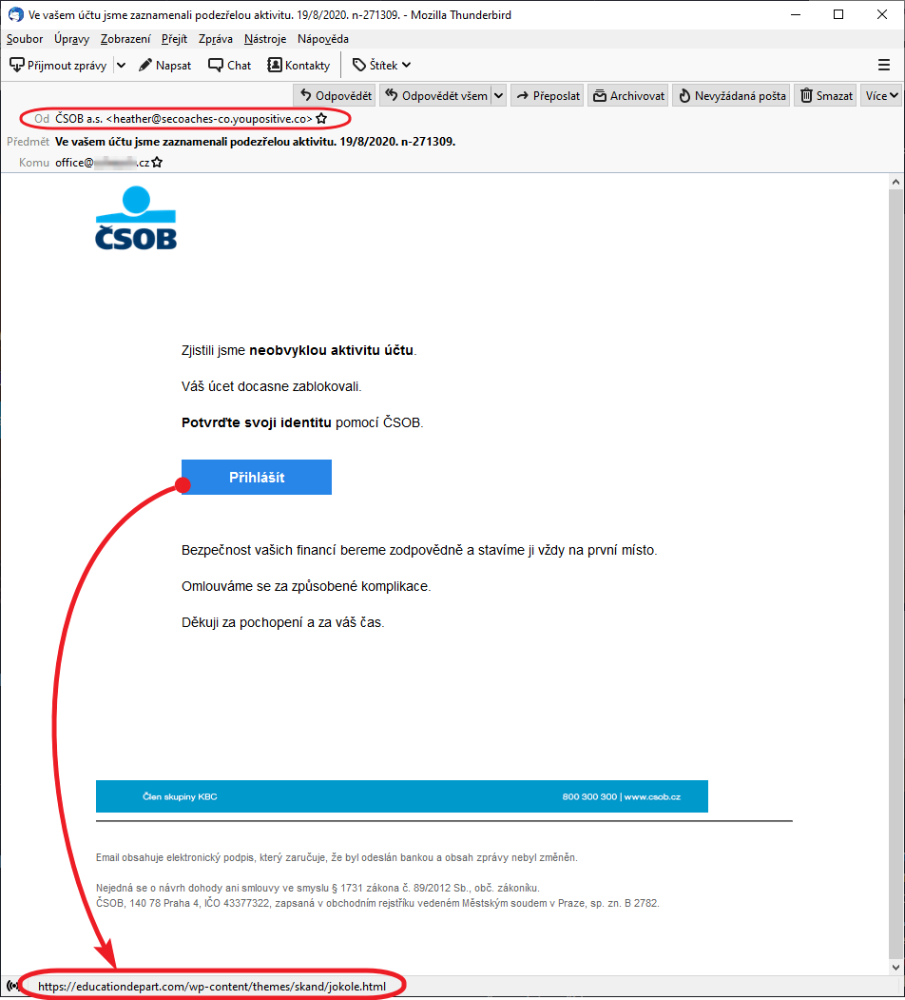 Ve vašem účtu jsme zaznamenali podezřelou aktivitu. 19/8/2020. n-271309. - Mozilla Thunderbird
Soubor Úpravy Zobrazení Přejít Zpráva Nástroje Nápověda
Přijmout zprávy Napsat Chat Kontakty Štítek
Odpovědět Odpovědět všem Přeposlat Archivovat Nevyžádaná pošta Smazat Více
Od ČSOB a.s. <heather@secoaches-co.youpositive.co>
Předmět Ve vašem účtu jsme zaznamenali podezřelou aktivitu. 19/8/2020. n-271309.
Komu office@ .cz
ČSOB
Zjistili jsme neobvyklou aktivitu účtu.
Váš úcet docasne zablokovali.
Potvrďte svoji identitu pomocí ČSOB.
Přihlásít
Bezpečnost vašich financí bereme zodpovědně a stavíme ji vždy na první místo.
Omlouváme se za způsobené komplikace.
Děkuji za pochopení a za váš čas.
Člen skupiny KBC 800 300 300 | www.csob.cz
Email obsahuje elektronický podpis, který zaručuje, že byl odeslán bankou a obsah zprávy nebyl změněn.
Nejedná se o návrh dohody ani smlouvy ve smyslu § 1731 zákona č. 89/2012 Sb., obč. zákoníku.
ČSOB, 140 78 Praha 4, IČO 43377322, zapsaná v obchodním rejstříku vedeném Městským soudem v Praze, sp. zn. B 2782.
https://educationdepart.com/wp-content/themes/skand/jokole.html